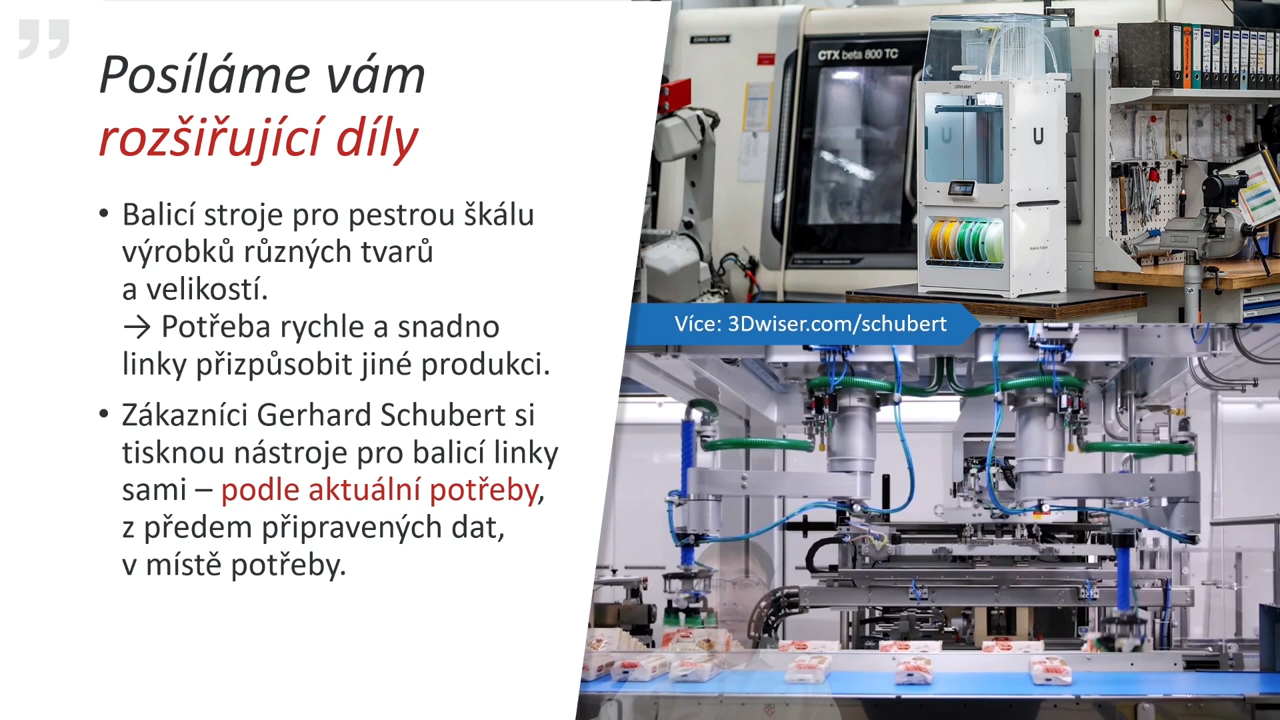 ”
Posíláme vám
rozšiřující díly
• Balicí stroje pro pestrou škálu
výrobků různých tvarů
a velikostí.
→ Potřeba rychle a snadno
linky přizpůsobit jiné produkci.
• Zákazníci Gerhard Schubert si
tisknou nástroje pro balicí linky
sami – podle aktuální potřeby,
z předem připravených dat,
v místě potřeby.
CTX beta 800 TC
Ultimaker
U
Více: 3Dwiser.com/schubert